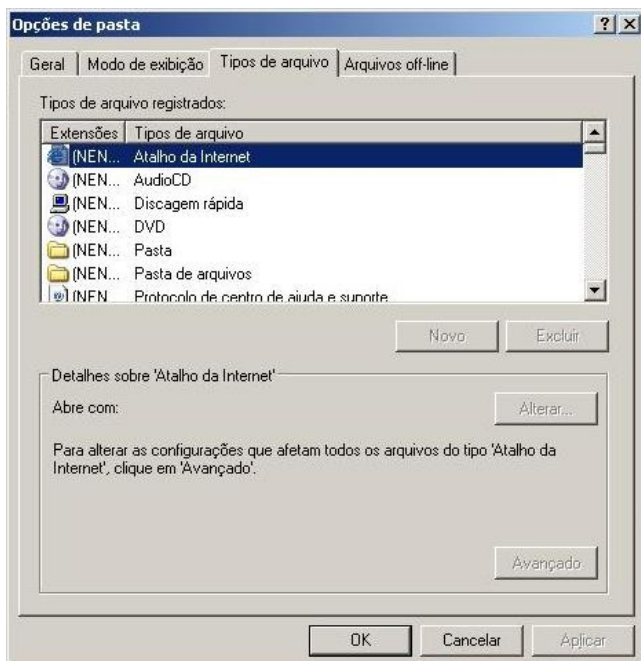 Opções de pasta
Geral Modo de exibição Tipos de arquivo Arquivos off-line
Tipos de arquivo registrados:
Extensões Tipos de arquivo
(NEN... Atalho da Internet
(NEN... AudioCD
(NEN... Discagem rápida
(NEN... DVD
(NEN... Pasta
(NEN... Pasta de arquivos
(NEN... Protocolo de centro de ajuda e suporte
Novo Excluir
Detalhes sobre 'Atalho da Internet'
Abre com: Alterar...
Para alterar as configurações que afetam todos os arquivos do tipo 'Atalho da
Internet', clique em 'Avançado'.
Avançado
OK Cancelar Aplicar